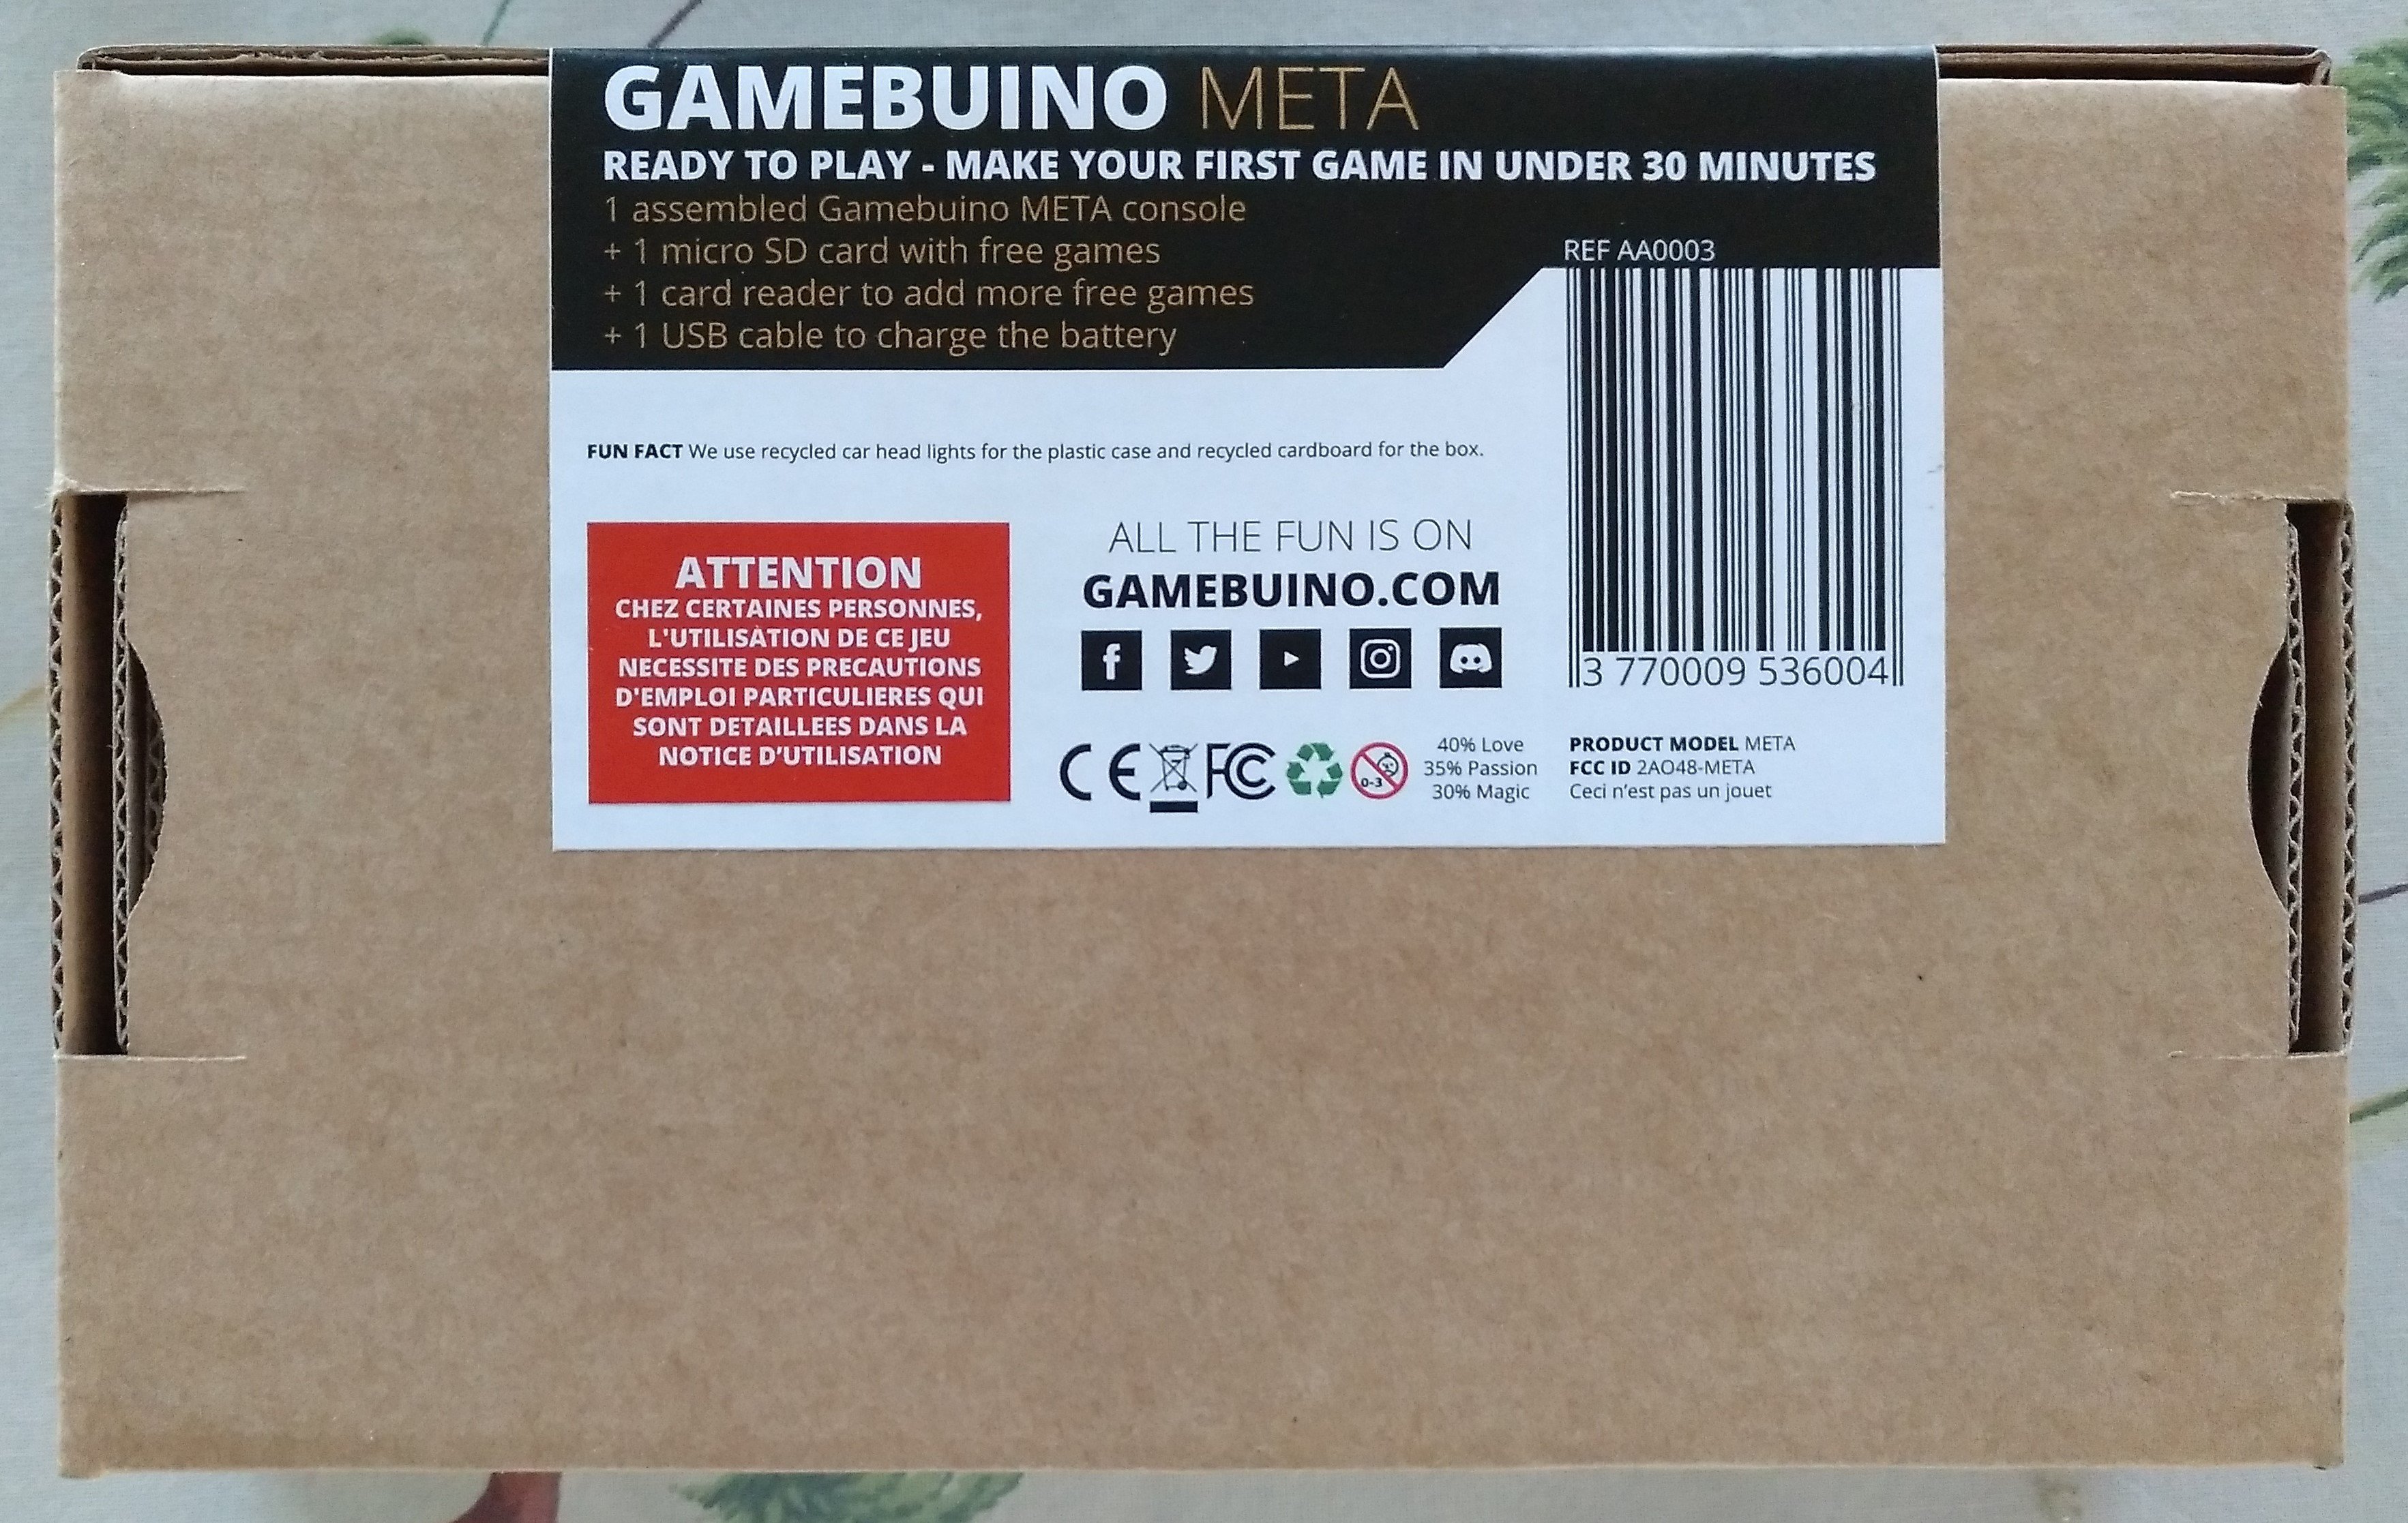 GAMEBUINO META
READY TO PLAY - MAKE YOUR FIRST GAME IN UNDER 30 MINUTES
1 assembled Gamebuino META console
+ 1 micro SD card with free games
+ 1 card reader to add more free games
+ 1 USB cable to charge the battery
REF AA0003
3 770009 536004
FUN FACT We use recycled car head lights for the plastic case and recycled cardboard for the box.
ATTENTION
CHEZ CERTAINES PERSONNES,
L'UTILISATION DE CE JEU
NECESSITE DES PRECAUTIONS
D'EMPLOI PARTICULIERES QUI
SONT DETAILLEES DANS LA
NOTICE D’UTILISATION
ALL THE FUN IS ON
GAMEBUINO.COM
CE FC 0-3
40% Love
35% Passion
30% Magic
PRODUCT MODEL META
FCC ID 2AO48-META
Ceci n’est pas un jouet